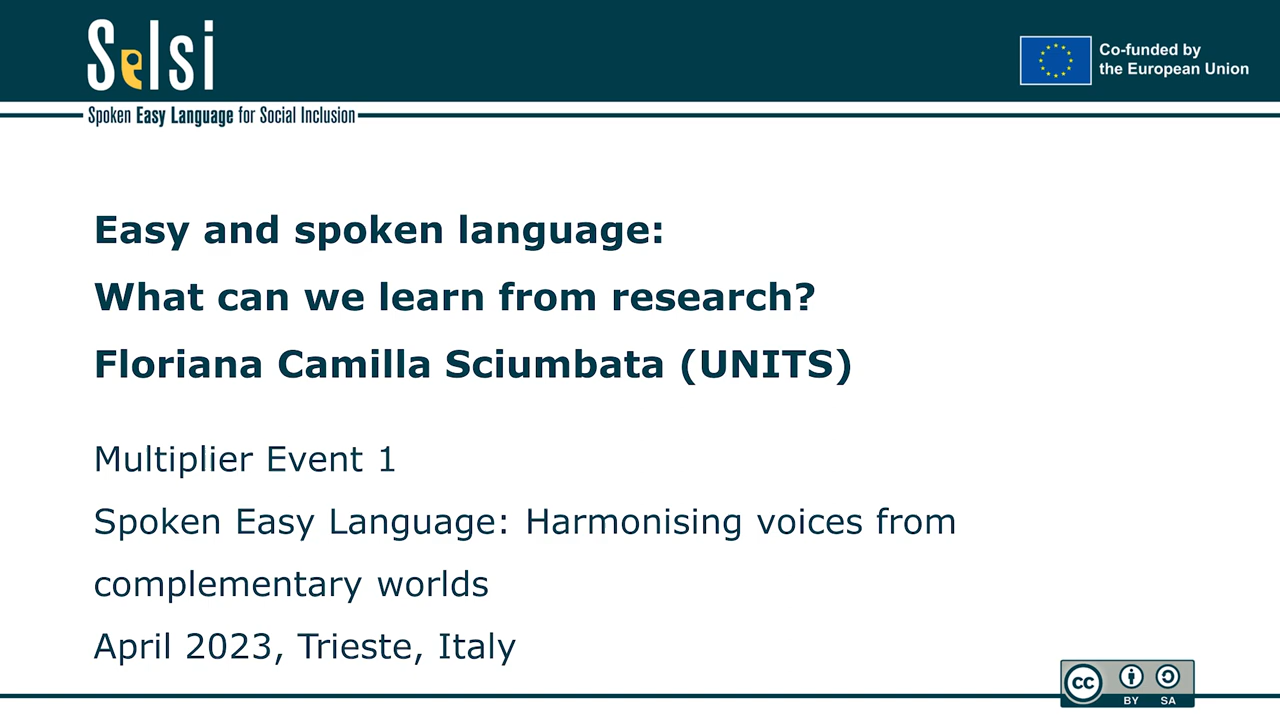 Selsi
Co-funded by
the European Union
Spoken Easy Language for Social Inclusion
Easy and spoken language:
What can we learn from research?
Floriana Camilla Sciumbata (UNITS)
Multiplier Event 1
Spoken Easy Language: Harmonising voices from
complementary worlds
April 2023, Trieste, Italy
cc
BY SA